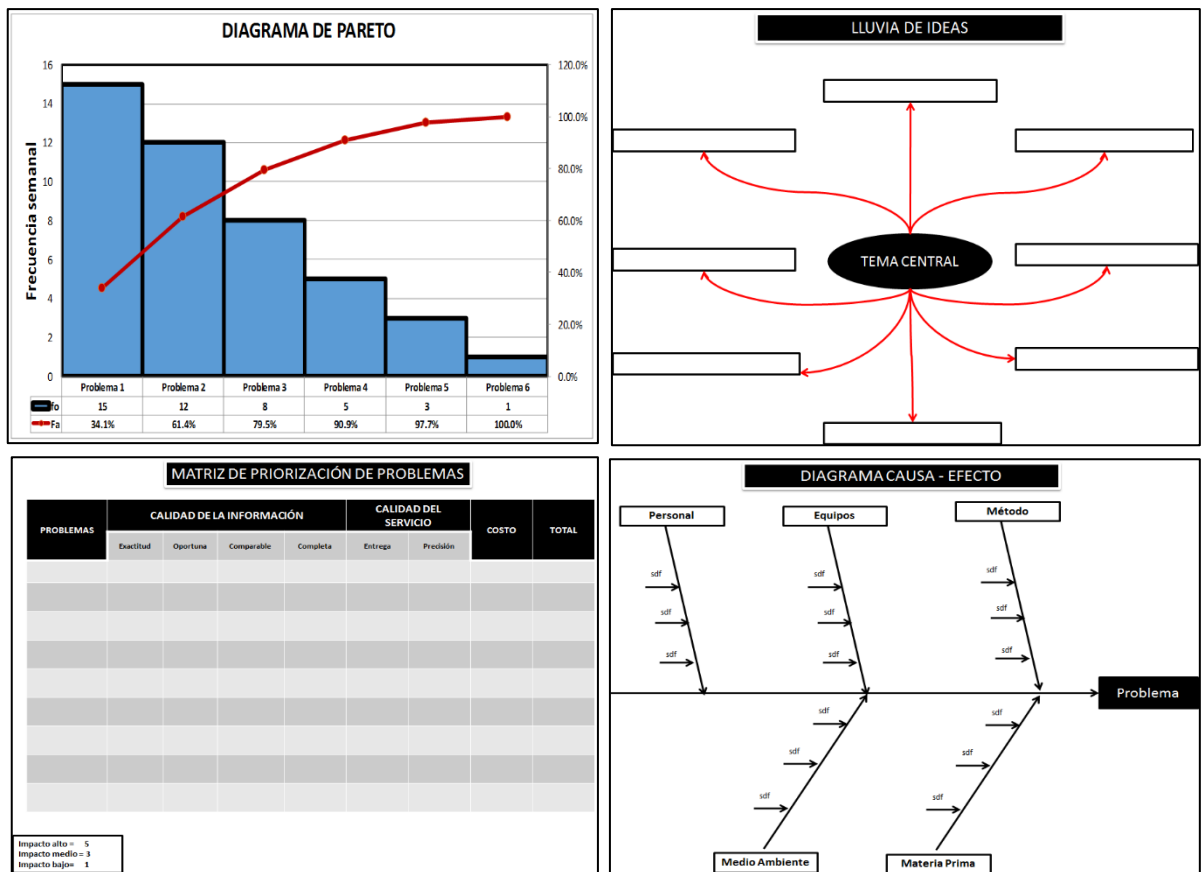 DIAGRAMA DE PARETO
Frecuencia semanal
16
14
12
10
8
6
4
2
0
120.0%
100.0%
80.0%
60.0%
40.0%
20.0%
0.0%
Problema 1 Problema 2 Problema 3 Problema 4 Problema 5 Problema 6
fo 15 12 8 5 3 1
Fa 34.1% 61.4% 79.5% 90.9% 97.7% 100.0%
LLUVIA DE IDEAS
TEMA CENTRAL
MATRIZ DE PRIORIZACIÓN DE PROBLEMAS
PROBLEMAS
CALIDAD DE LA INFORMACIÓN
CALIDAD DEL
SERVICIO
COSTO
TOTAL
Exactitud Oportuna Comparable Completa Entrega Precisión
Impacto alto = 5
Impacto medio = 3
Impacto bajo= 1
DIAGRAMA CAUSA - EFECTO
Personal
Equipos
Método
sdf
sdf
sdf
sdf
sdf
sdf
sdf
sdf
sdf
Problema
sdf
sdf
sdf
sdf
sdf
sdf
Medio Ambiente
Materia Prima